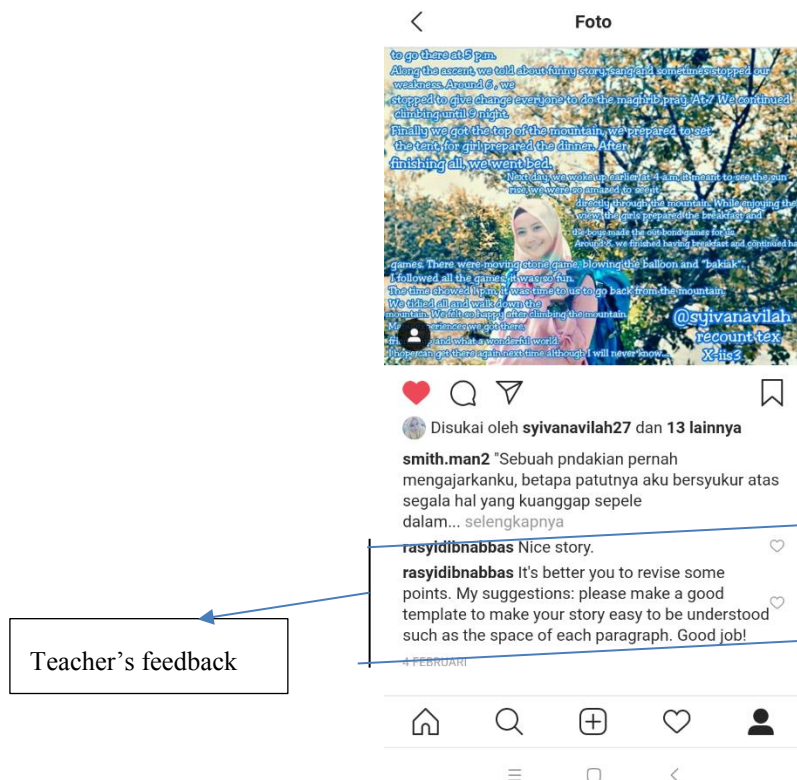 Foto
to go there at 5 p.m.
Along the ascent, we told about funny story, sang and sometimes stopped our
weakness. Around 6, we
stopped to give change everyone to do the maghrib pray. At 7 We continued
climbing until 9 night.
Finally we got the top of the mountain, we prepared to set
the tent, for girl prepared the dinner. After
finishing all, we went bed.
Next day, we woke up earlier at 4 a.m, it meant to see the sun
rise, we were so amazed to see it
directly through the mountain. While enjoying the
view, the girls prepared the breakfast and
the boys made the outbond games for us.
Around 8, we finished having breakfast and continued ha
games. There were moving stone game, blowing the balloon and "bakiak".
I followed all the games, it was so fun.
The time showed 1 p.m, it was time to us to go back from the mountain.
We tidied all and walk down the
mountain. We felt so happy after climbing the mountain.
experiences we got there.
and what a wonderful world.
I hope can get there again next time although I will never know...
@syivanavilah
recount tex
X-iis3
Disukai oleh syivanavilah27 dan 13 lainnya
smith.man2 "Sebuah pndakian pernah
mengajarkanku, betapa patutnya aku bersyukur atas
segala hal yang kuanggap sepele
dalam... selengkapnya
rasyidibnabbas Nice story.
rasyidibnabbas It's better you to revise some
points. My suggestions: please make a good
template to make your story easy to be understood
such as the space of each paragraph. Good job!
4 FEBRUARI
Teacher's feedback